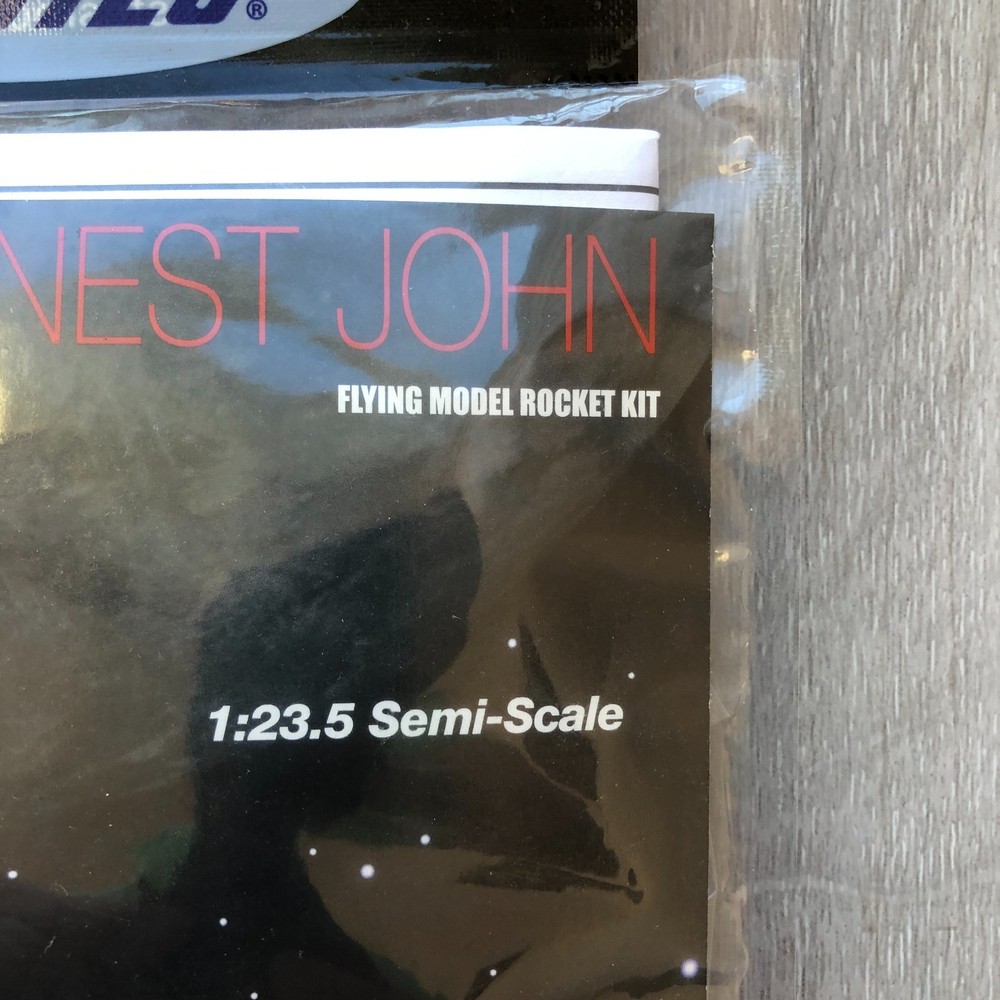 ®
NEST JOHN
FLYING MODEL ROCKET KIT
1:23.5 Semi-Scale